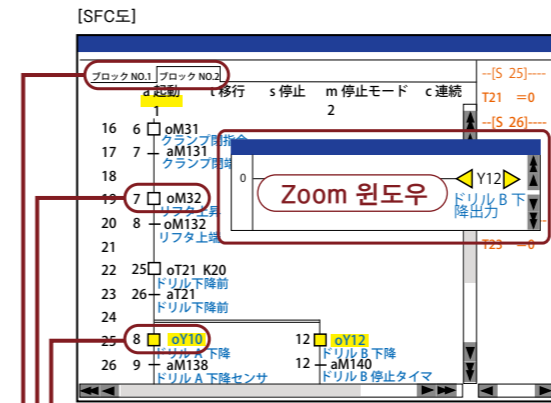 [SFC도]
ブロック NO.1 ブロック NO.2
a 起動 t 移行 s 停止 m 停止モード c 連続
1 2
--[S 25]----
T21 =0
--[S 26]----
16 6 oM31
クランプ閉指令
17 7 aM131
クランプ閉端
18
19 7 oM32
リフタ上昇
20 8 oM132
リフタ上端
21
22 25 oT21 K20
ドリル下降前
23 26 aT21
ドリル下降前
24
25 8 oY10 12 oY12
ドリル A 下降 ドリル B 下降
26 9 aM138 12 aM140
ドリル A 下降センサ ドリル B 停止タイマ
0 Zoom 윈도우 Y12
ドリル B 下
降出力
T23 =0